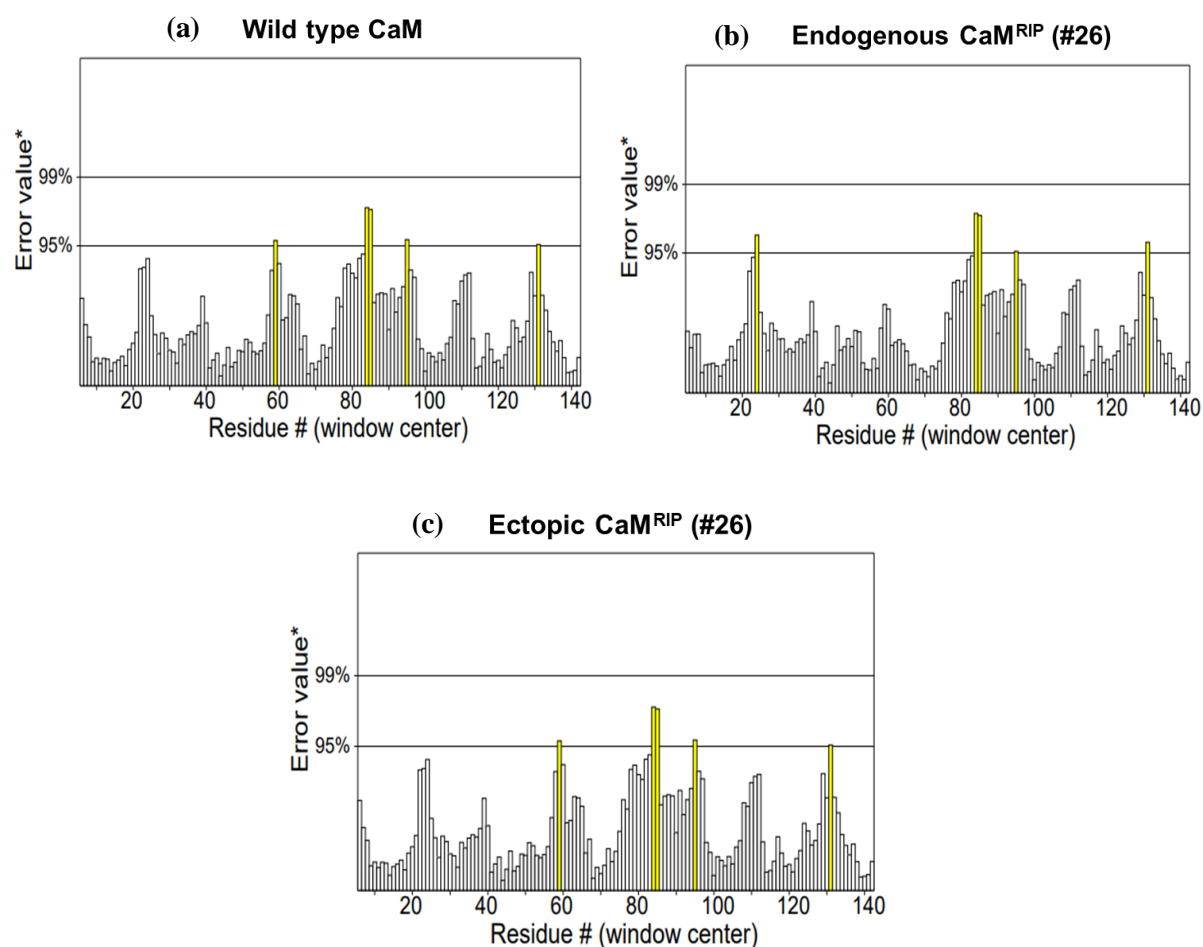 (a) Wild type CaM
Error value*
99%
95%
20 40 60 80 100 120 140
Residue # (window center)
(b) Endogenous CaMRIP (#26)
Error value*
99%
95%
20 40 60 80 100 120 140
Residue # (window center)
(c) Ectopic CaMRIP (#26)
Error value*
99%
95%
20 40 60 80 100 120 140
Residue # (window center)